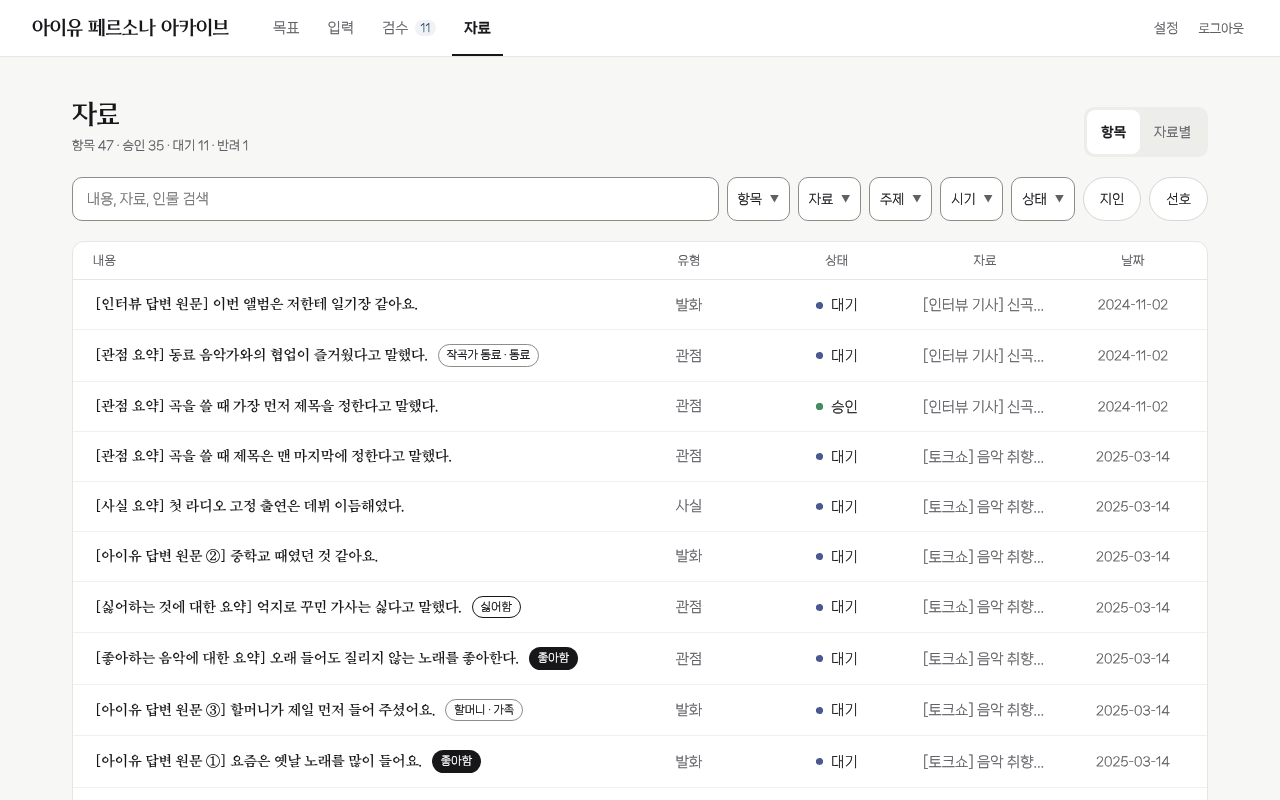 아이유 페르소나 아카이브 목표 입력 검수 11 자료 설정 로그아웃
자료
항목 47 · 승인 35 · 대기 11 · 반려 1
항목 자료별
내용, 자료, 인물 검색 항목 ▼ 자료 ▼ 주제 ▼ 시기 ▼ 상태 ▼ 지인 선호
내용 유형 상태 자료 날짜
[인터뷰 답변 원문] 이번 앨범은 저한테 일기장 같아요. 발화 대기 [인터뷰 기사] 신곡... 2024-11-02
[관점 요약] 동료 음악가와의 협업이 즐거웠다고 말했다. 작곡가 동료 · 동료 관점 대기 [인터뷰 기사] 신곡... 2024-11-02
[관점 요약] 곡을 쓸 때 가장 먼저 제목을 정한다고 말했다. 관점 승인 [인터뷰 기사] 신곡... 2024-11-02
[관점 요약] 곡을 쓸 때 제목은 맨 마지막에 정한다고 말했다. 관점 대기 [토크쇼] 음악 취향... 2025-03-14
[사실 요약] 첫 라디오 고정 출연은 데뷔 이듬해였다. 사실 대기 [토크쇼] 음악 취향... 2025-03-14
[아이유 답변 원문 ②] 중학교 때였던 것 같아요. 발화 대기 [토크쇼] 음악 취향... 2025-03-14
[싫어하는 것에 대한 요약] 억지로 꾸민 가사는 싫다고 말했다. 싫어함 관점 대기 [토크쇼] 음악 취향... 2025-03-14
[좋아하는 음악에 대한 요약] 오래 들어도 질리지 않는 노래를 좋아한다. 좋아함 관점 대기 [토크쇼] 음악 취향... 2025-03-14
[아이유 답변 원문 ③] 할머니가 제일 먼저 들어 주셨어요. 할머니 · 가족 발화 대기 [토크쇼] 음악 취향... 2025-03-14
[아이유 답변 원문 ①] 요즘은 옛날 노래를 많이 들어요. 좋아함 발화 대기 [토크쇼] 음악 취향... 2025-03-14